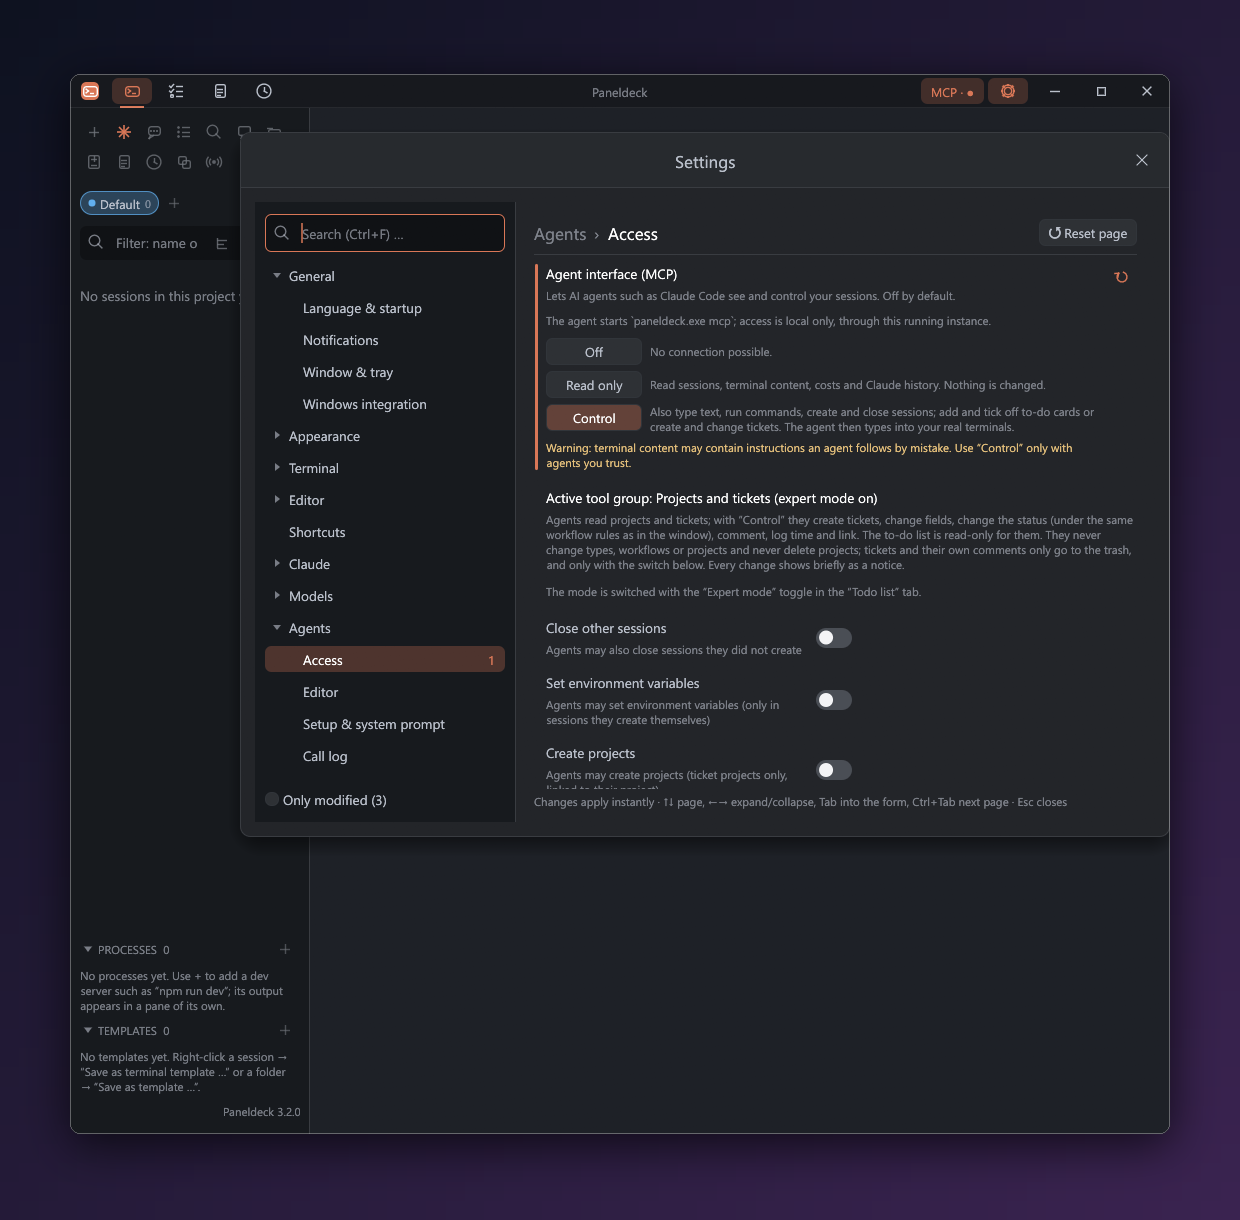 Paneldeck
MCP · ●
Default 0
Filter: name o
No sessions in this project
Settings
Search (Ctrl+F) ...
General
Language & startup
Notifications
Window & tray
Windows integration
Appearance
Terminal
Editor
Shortcuts
Claude
Models
Agents
Access 1
Editor
Setup & system prompt
Call log
Only modified (3)
Agents › Access
Reset page
Agent interface (MCP)
Lets AI agents such as Claude Code see and control your sessions. Off by default.
The agent starts `paneldeck.exe mcp`; access is local only, through this running instance.
Off
No connection possible.
Read only
Read sessions, terminal content, costs and Claude history. Nothing is changed.
Control
Also type text, run commands, create and close sessions; add and tick off to-do cards or
create and change tickets. The agent then types into your real terminals.
Warning: terminal content may contain instructions an agent follows by mistake. Use “Control” only with
agents you trust.
Active tool group: Projects and tickets (expert mode on)
Agents read projects and tickets; with “Control” they create tickets, change fields, change the status (under the same
workflow rules as in the window), comment, log time and link. The to-do list is read-only for them. They never
change types, workflows or projects and never delete projects; tickets and their own comments only go to the trash,
and only with the switch below. Every change shows briefly as a notice.
The mode is switched with the “Expert mode” toggle in the “Todo list” tab.
Close other sessions
Agents may also close sessions they did not create
Set environment variables
Agents may set environment variables (only in
sessions they create themselves)
Create projects
Agents may create projects (ticket projects only,
linked to their project)
Changes apply instantly · ↑↓ page, ←→ expand/collapse, Tab into the form, Ctrl+Tab next page · Esc closes
PROCESSES 0
No processes yet. Use + to add a dev
server such as “npm run dev”; its output
appears in a pane of its own.
TEMPLATES 0
No templates yet. Right-click a session →
“Save as terminal template ...” or a folder
→ “Save as template ...”.
Paneldeck 3.2.0